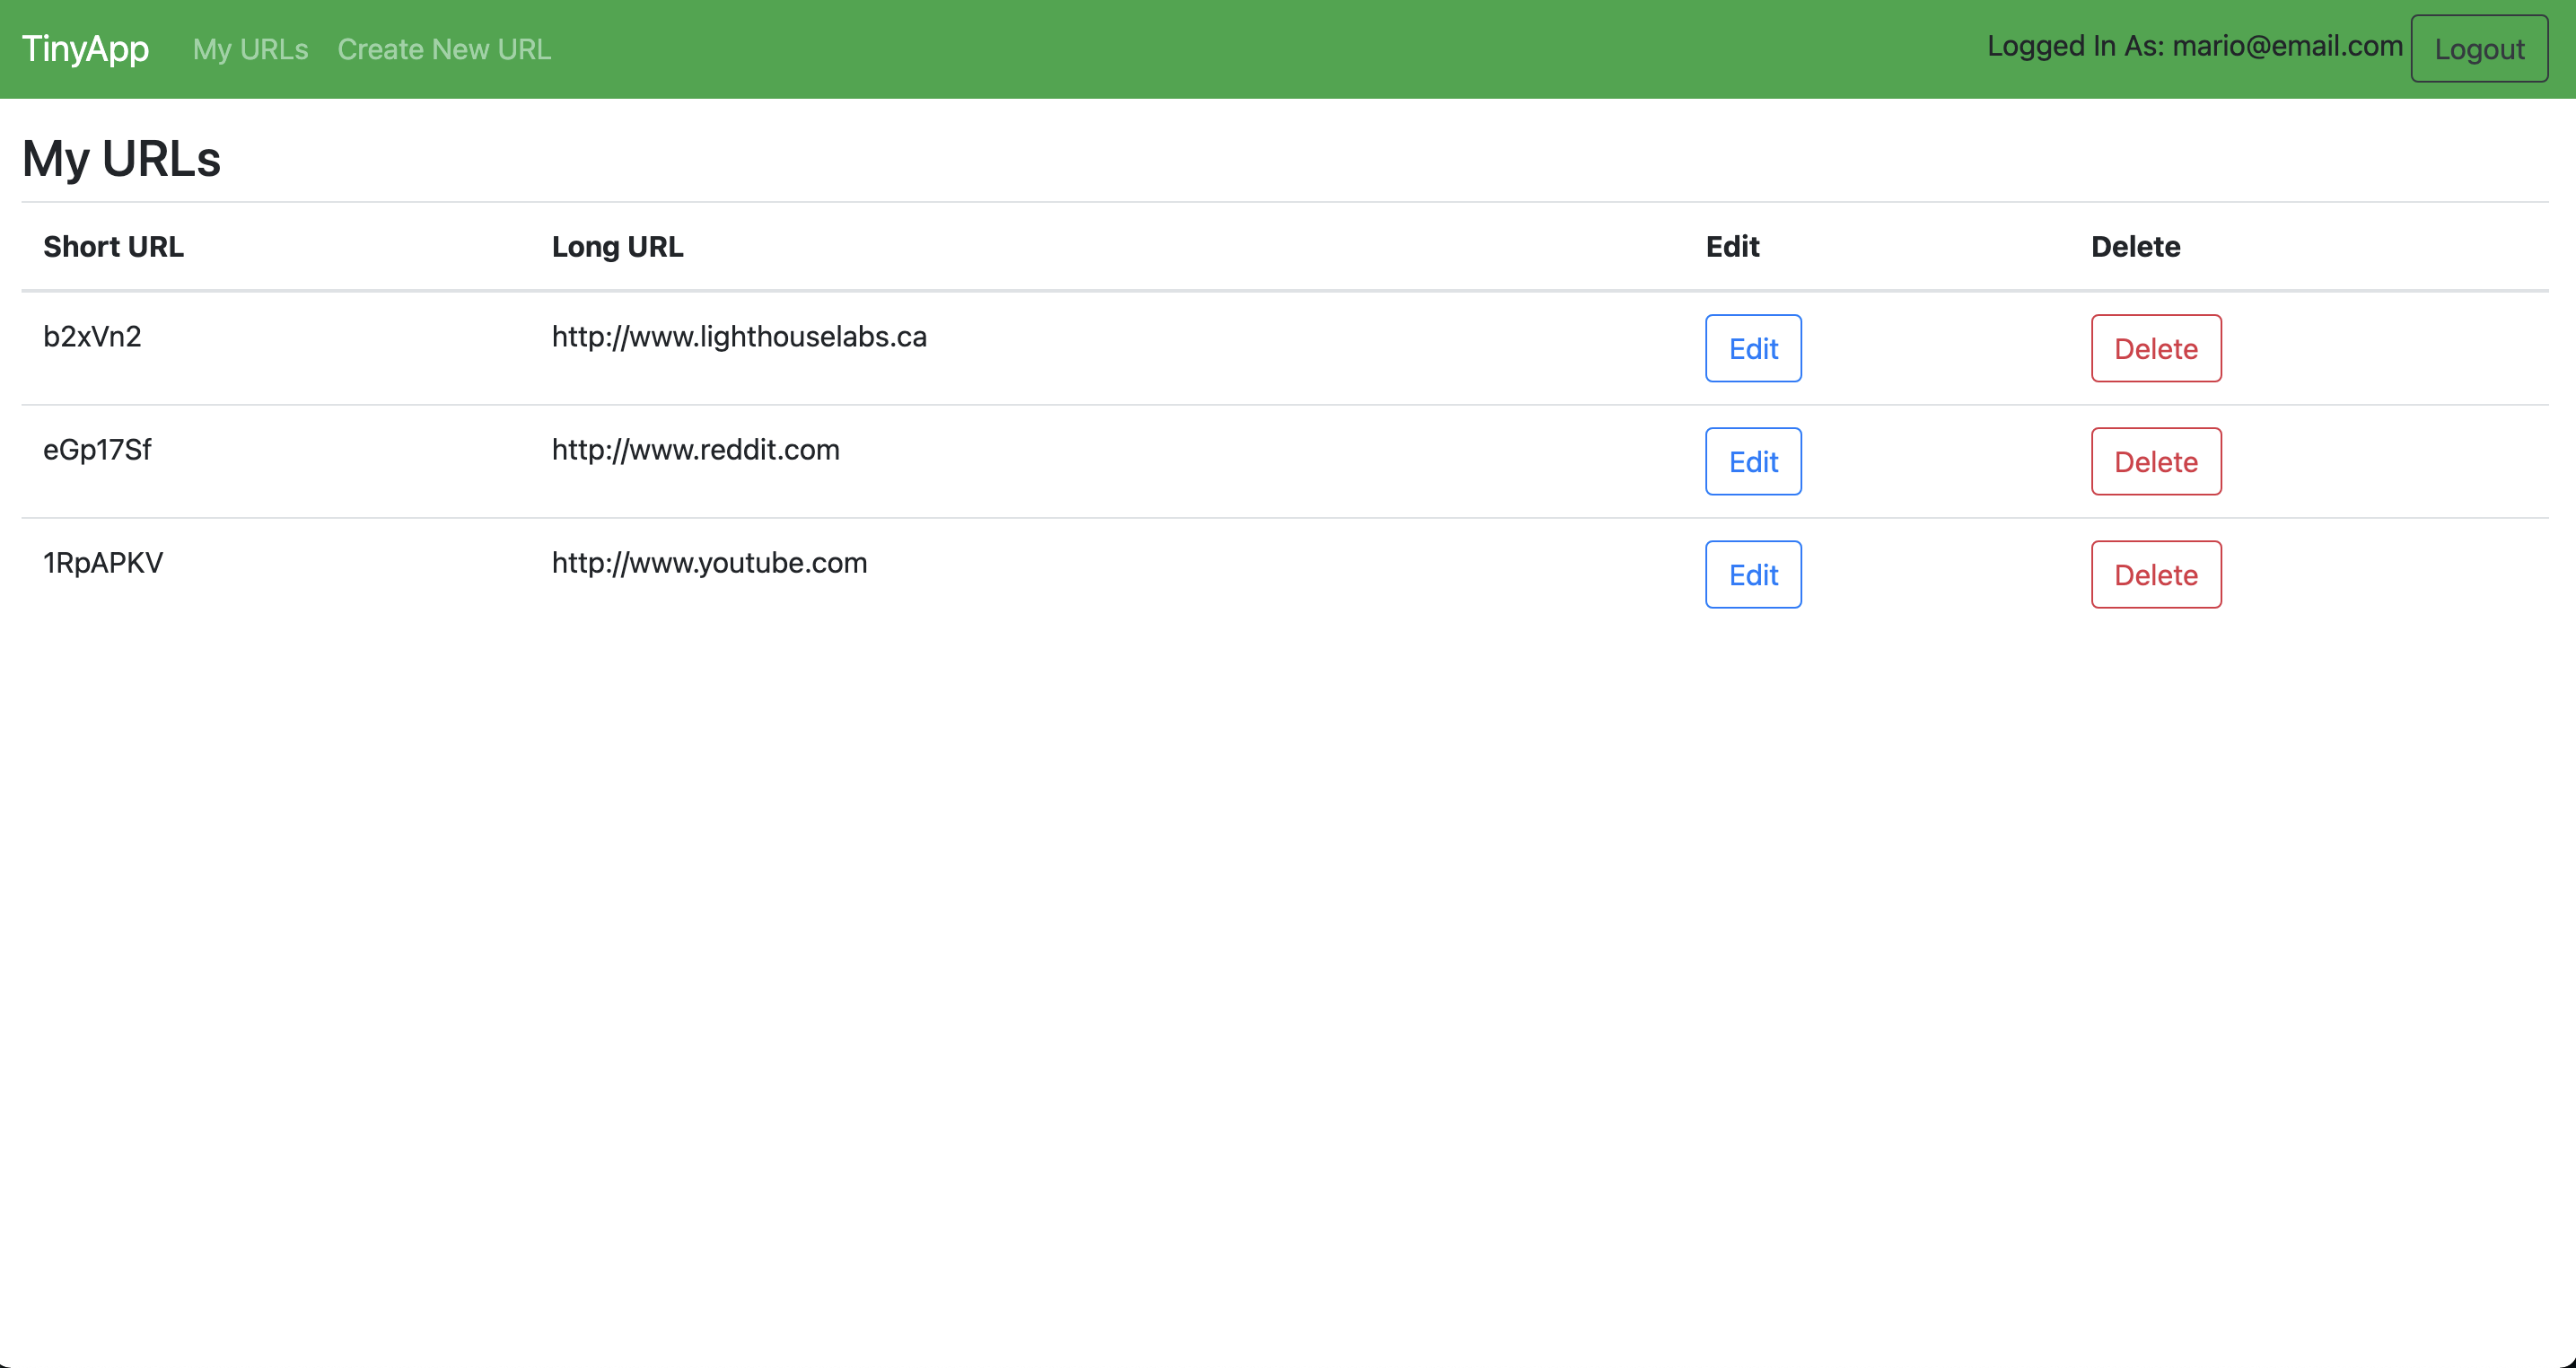 TinyApp My URLs Create New URL Logged In As: mario@email.com Logout
My URLs
Short URL Long URL Edit Delete
b2xVn2 http://www.lighthouselabs.ca Edit Delete
eGp17Sf http://www.reddit.com Edit Delete
1RpAPKV http://www.youtube.com Edit Delete